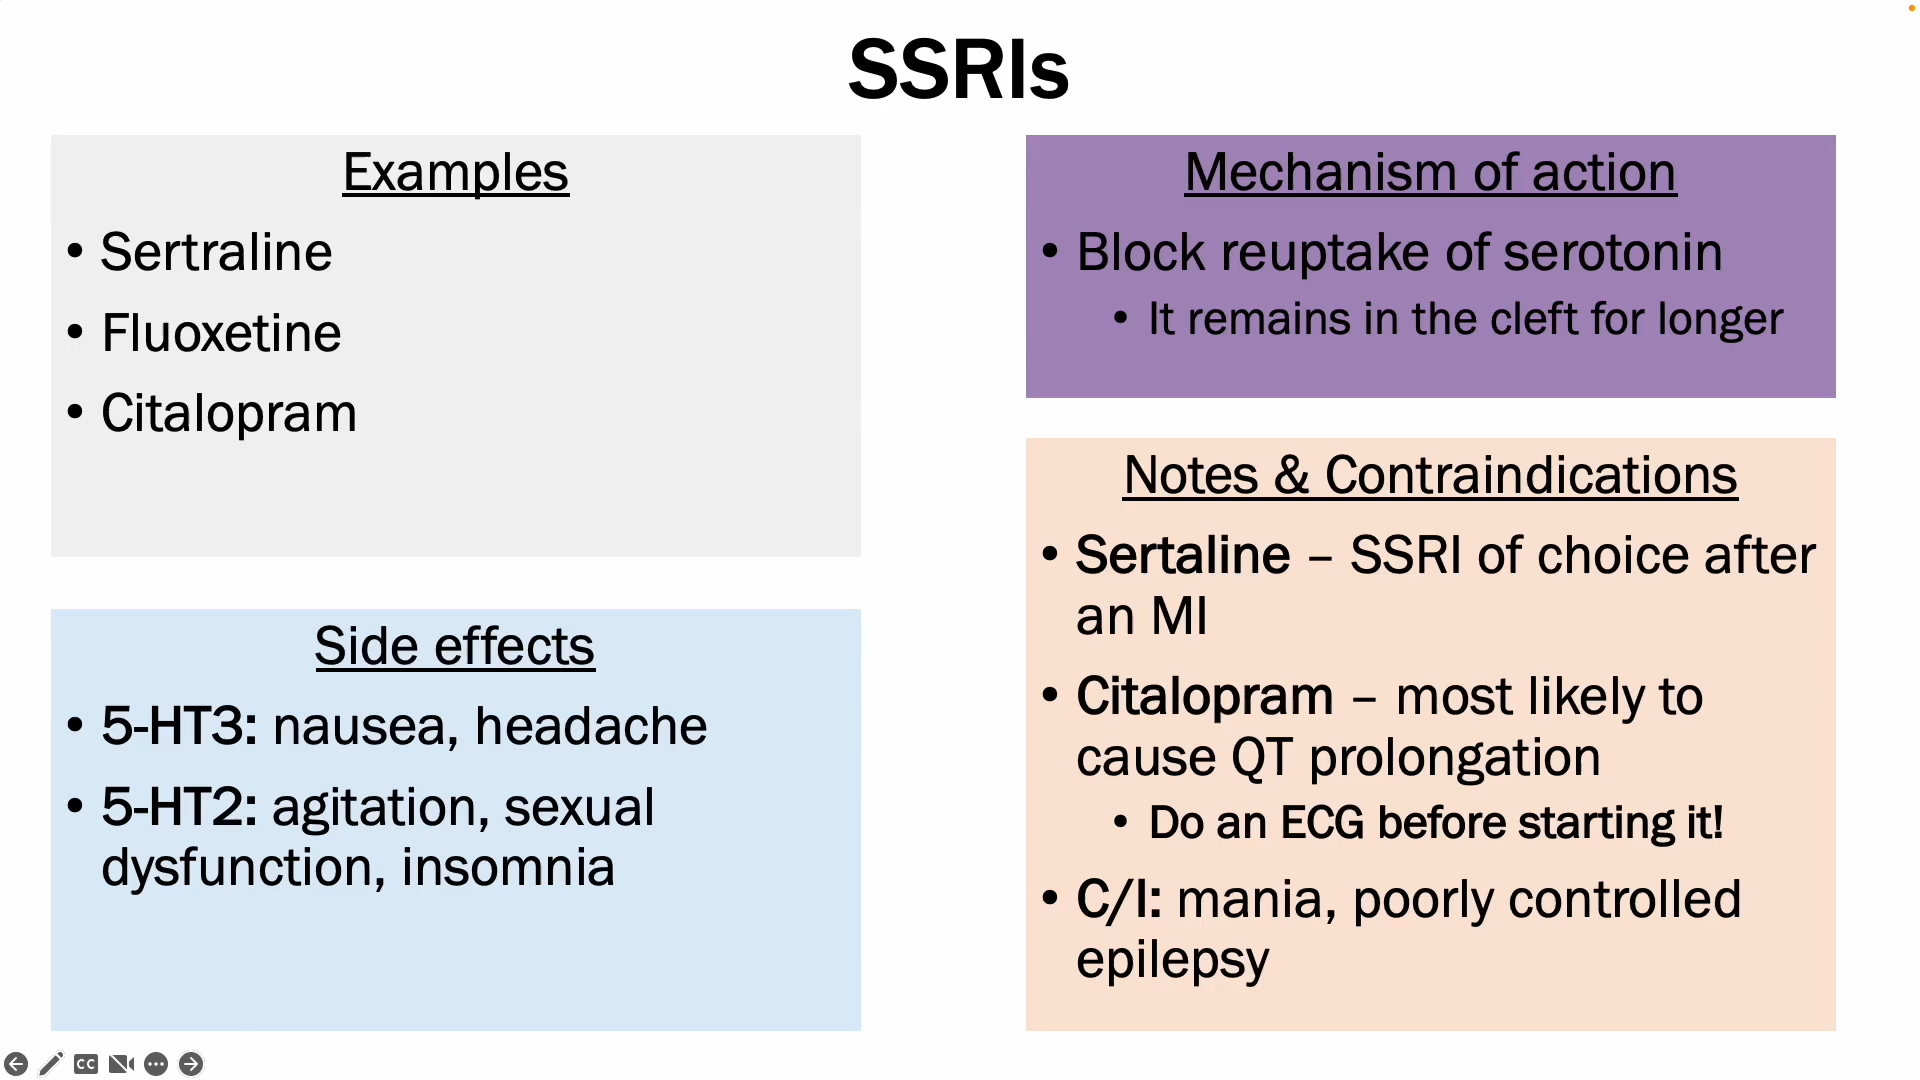 SSRIs
Examples
• Sertraline
• Fluoxetine
• Citalopram
Side effects
• 5-HT3: nausea, headache
• 5-HT2: agitation, sexual
dysfunction, insomnia
Mechanism of action
• Block reuptake of serotonin
• It remains in the cleft for longer
Notes & Contraindications
• Sertaline – SSRI of choice after
an MI
• Citalopram – most likely to
cause QT prolongation
• Do an ECG before starting it!
• C/I: mania, poorly controlled
epilepsy
CC